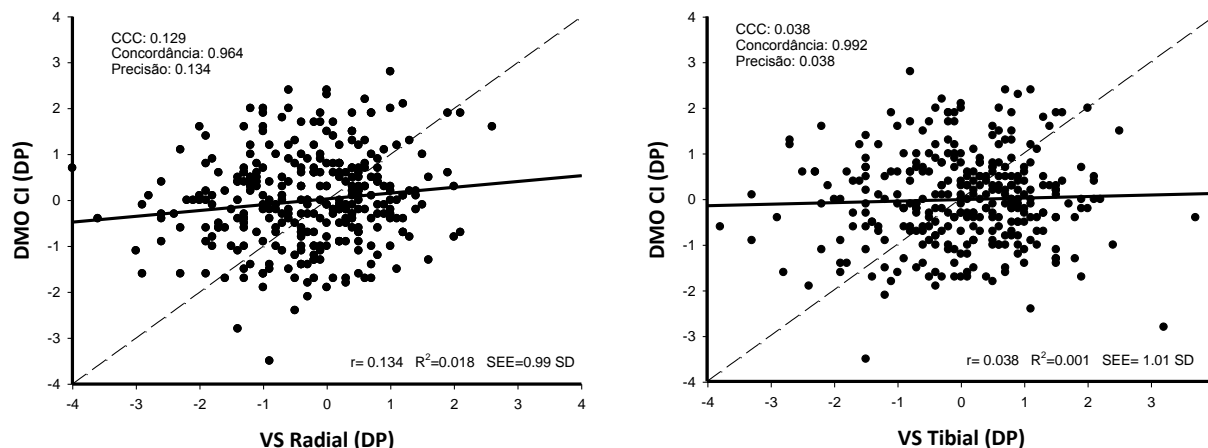 CCC: 0.129
Concordância: 0.964
Precisão: 0.134
DMO CI (DP)
4
3
2
1
0
-1
-2
-3
-4
r= 0.134 R²=0.018 SEE=0.99 SD
-4 -3 -2 -1 0 1 2 3 4
VS Radial (DP)
CCC: 0.038
Concordância: 0.992
Precisão: 0.038
DMO CI (DP)
4
3
2
1
0
-1
-2
-3
-4
r= 0.038 R²=0.001 SEE= 1.01 SD
-4 -3 -2 -1 0 1 2 3
VS Tibial (DP)